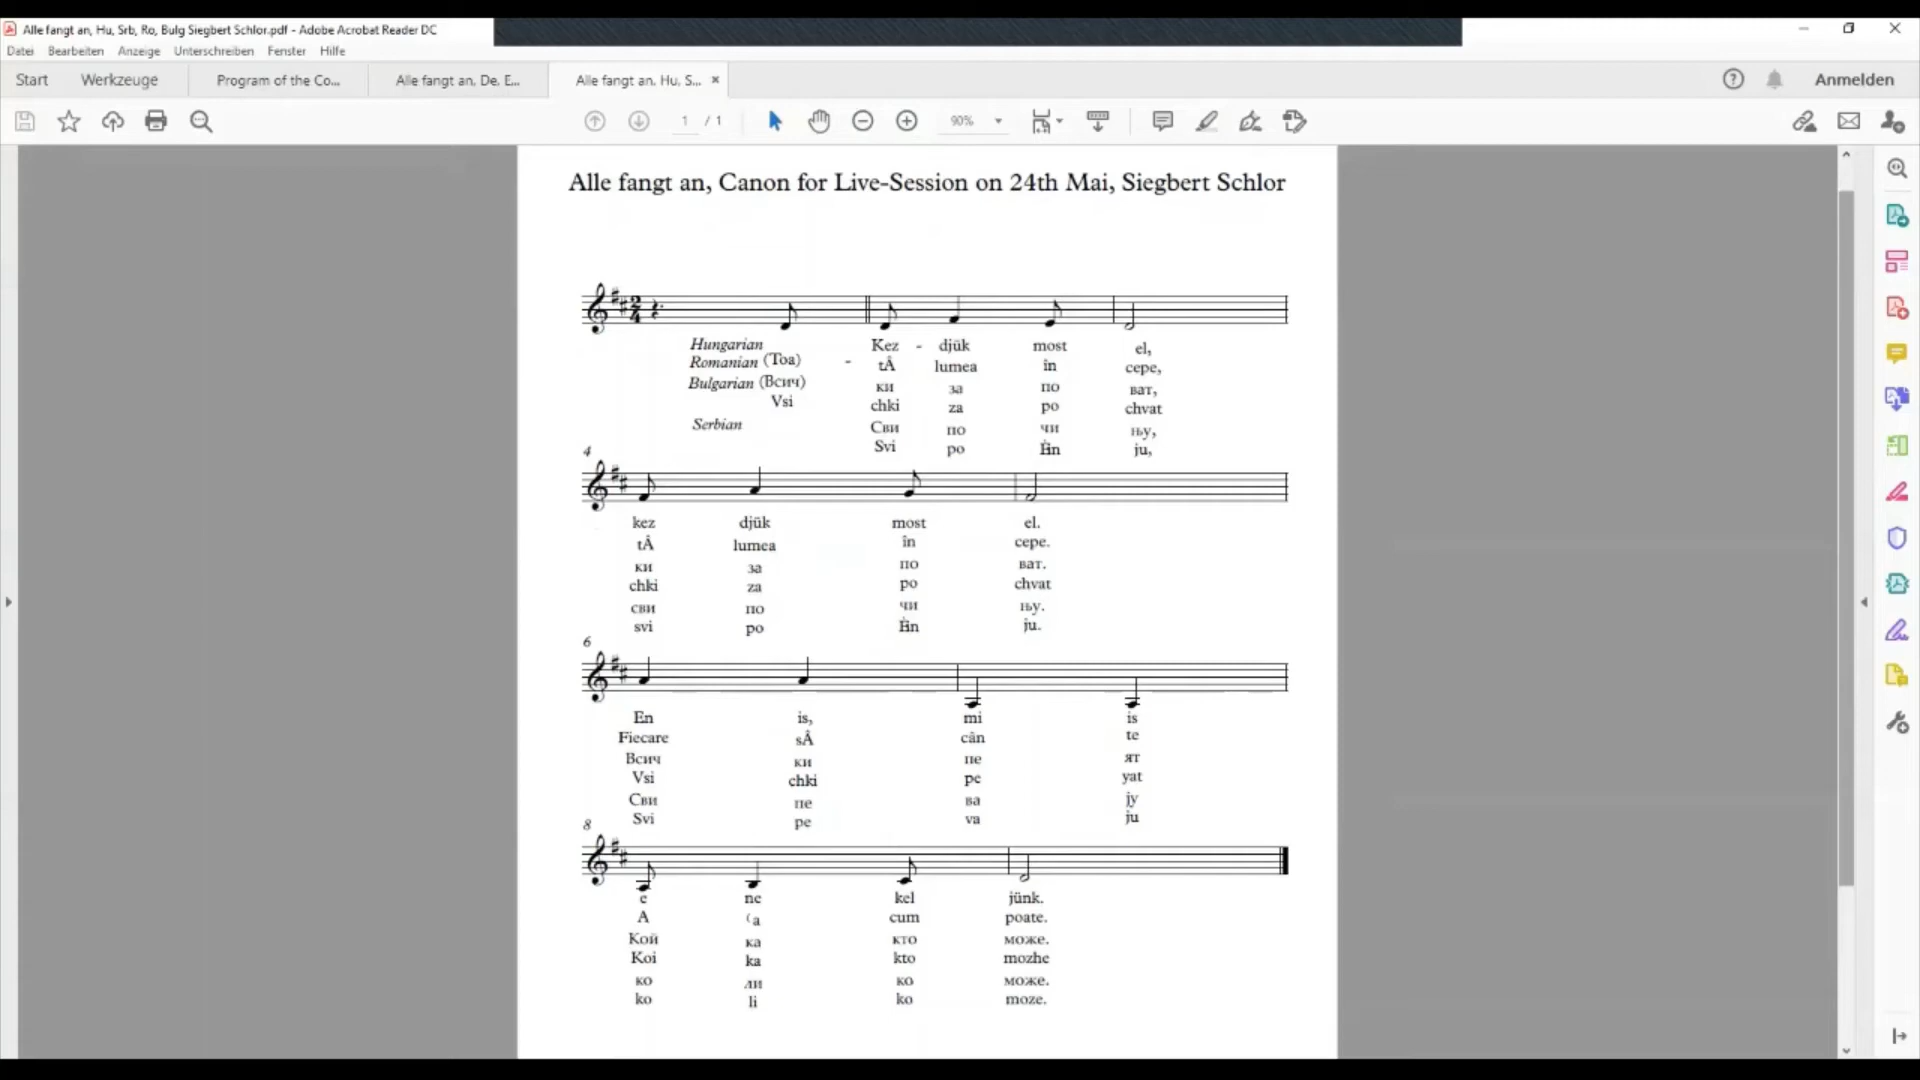 Alle fangt an, Hu, Srb, Ro, Bulg Siegbert Schlor.pdf - Adobe Acrobat Reader DC
Datei Bearbeiten Anzeige Unterschreiben Fenster Hilfe
Start Werkzeuge Program of the Co... Alle fangt an, De, E... Alle fangt an, Hu, S... Anmelden
1 / 1 90%
Alle fangt an, Canon for Live-Session on 24th Mai, Siegbert Schlor
2
4
Hungarian Kez - djük most el,
Romanian (Toa) - tÂ lumea în cepe,
Bulgarian (Всич) ки за по ват,
Vsi chki za po chvat
Serbian Сви по чи њу,
Svi po Èin ju,
4
kez djük most el.
tÂ lumea în cepe.
ки за по ват.
chki za po chvat
сви по чи њу.
svi po Èin ju.
6
En is, mi is
Fiecare sÂ cân te
Всич ки пе ят
Vsi chki pe yat
Сви пе ва jy
Svi pe va ju
8
e ne kel jünk.
A (a cum poate.
Кой ка кто може.
Koi ka kto mozhe
ко ли ко може.
ko li ko moze.